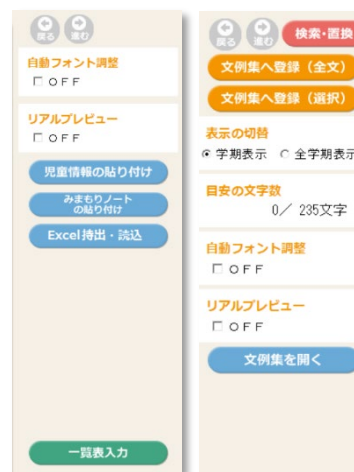 戻る 進む
自動フォント調整
OFF
リアルプレビュー
OFF
児童情報の貼り付け
みまもりノート
の貼り付け
Excel持出・読込
一覧表入力
戻る 進む 検索・置換
文例集へ登録（全文）
文例集へ登録（選択）
表示の切替
学期表示 全学期表示
目安の文字数
0／ 235文字
自動フォント調整
OFF
リアルプレビュー
OFF
文例集を開く